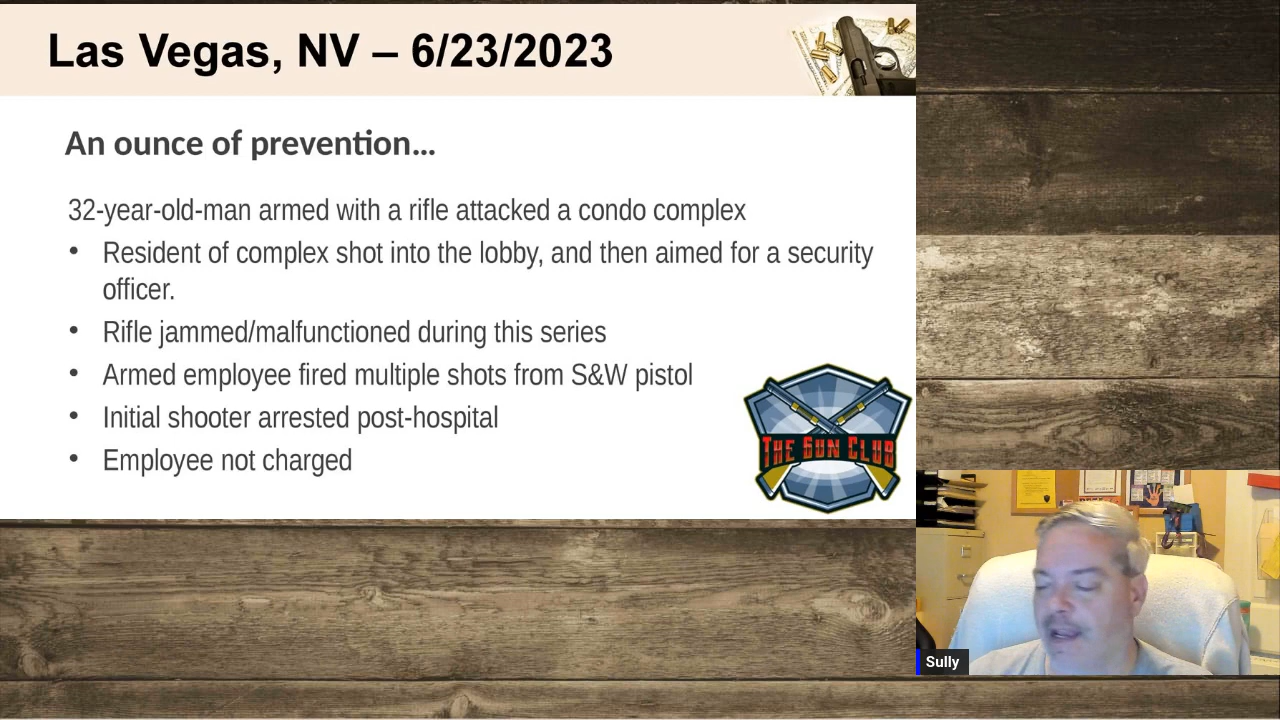 Las Vegas, NV – 6/23/2023
An ounce of prevention...
32-year-old-man armed with a rifle attacked a condo complex
• Resident of complex shot into the lobby, and then aimed for a security
officer.
• Rifle jammed/malfunctioned during this series
• Armed employee fired multiple shots from S&W pistol
• Initial shooter arrested post-hospital
• Employee not charged
THE GUN CLUB
Sully